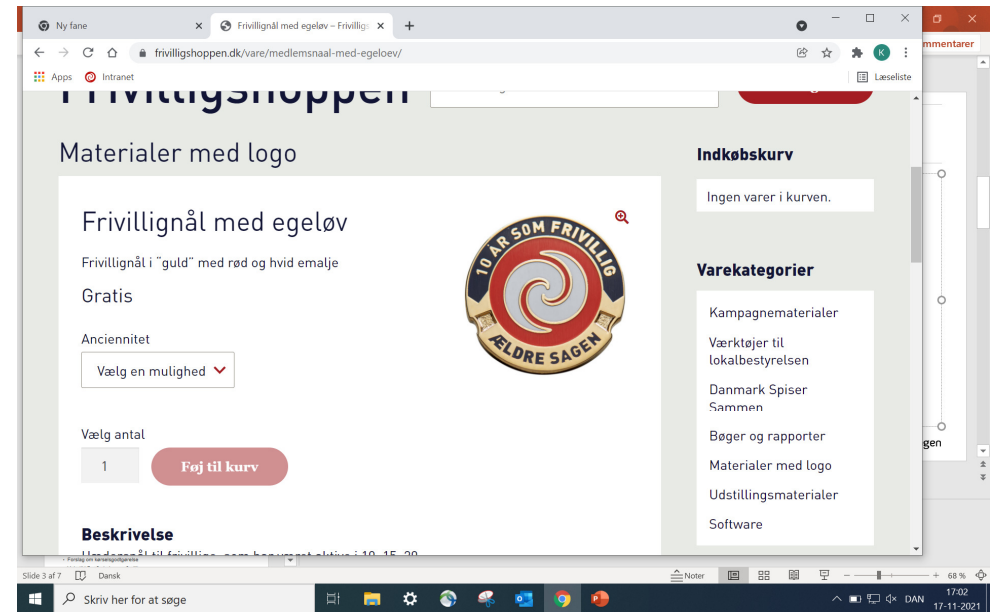 Ny fane
Frivillignål med egeløv – Frivillig
mmentarer
frivilligshoppen.dk/vare/medlemsnaal-med-egeloev/
K
Apps
Intranet
Læseliste
Frivilligshoppen
Materialer med logo
Frivillignål med egeløv
Frivillignål i "guld" med rød og hvid emalje
Gratis
Anciennitet
Vælg en mulighed
Vælg antal
1
Føj til kurv
Beskrivelse
10 ÅR SOM FRIVILLIG
ÆLDRE SAGEN
Indkøbskurv
Ingen varer i kurven.
Varekategorier
Kampagnematerialer
Værktøjer til
lokalbestyrelsen
Danmark Spiser
Sammen
Bøger og rapporter
Materialer med logo
Udstillingsmaterialer
Software
gen
Slide 3 af 7
Dansk
Noter
68 %
Skriv her for at søge
DAN
17:02
17-11-2021